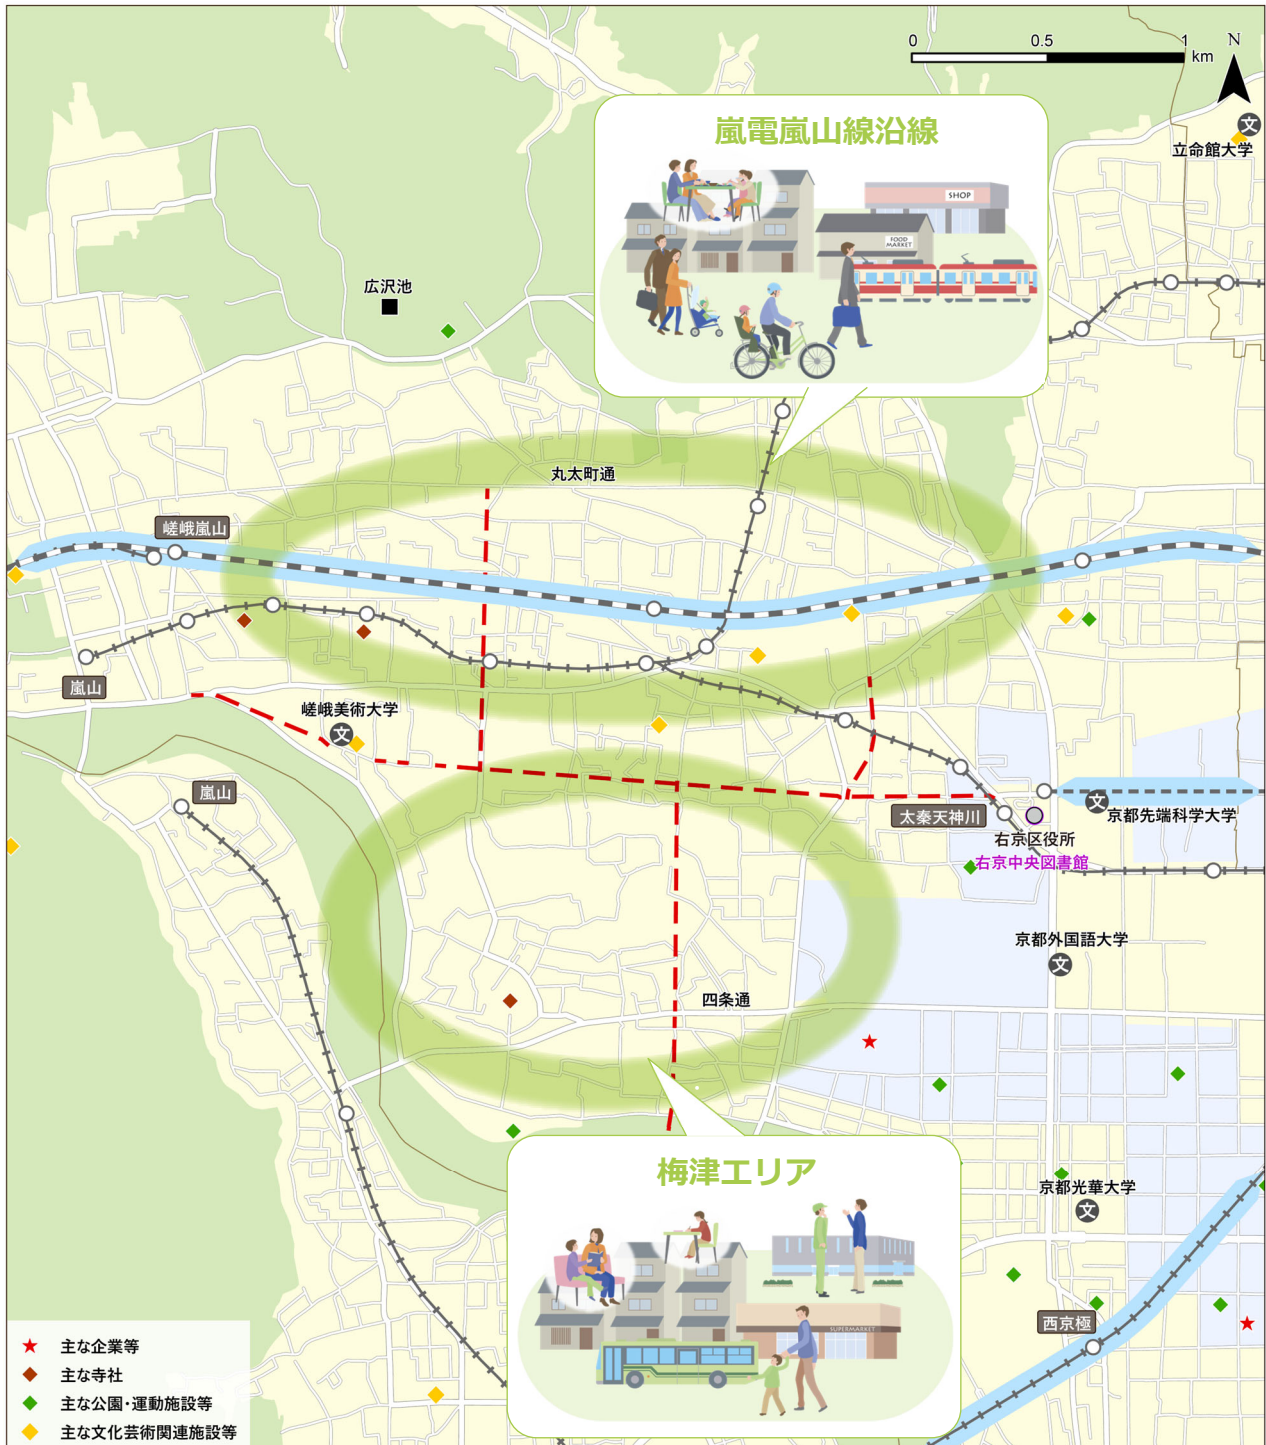 0 0.5 1 km
N
嵐電嵐山線沿線
SHOP
FOOD
MARKET
立命館大学
文
広沢池
丸太町通
嵯峨嵐山
嵐山
嵯峨美術大学
文
嵐山
太秦天神川
文
京都先端科学大学
右京区役所
右京中央図書館
京都外国語大学
文
四条通
梅津エリア
SUPERMARKET
京都光華大学
文
西京極
主な企業等
主な寺社
主な公園・運動施設等
主な文化芸術関連施設等